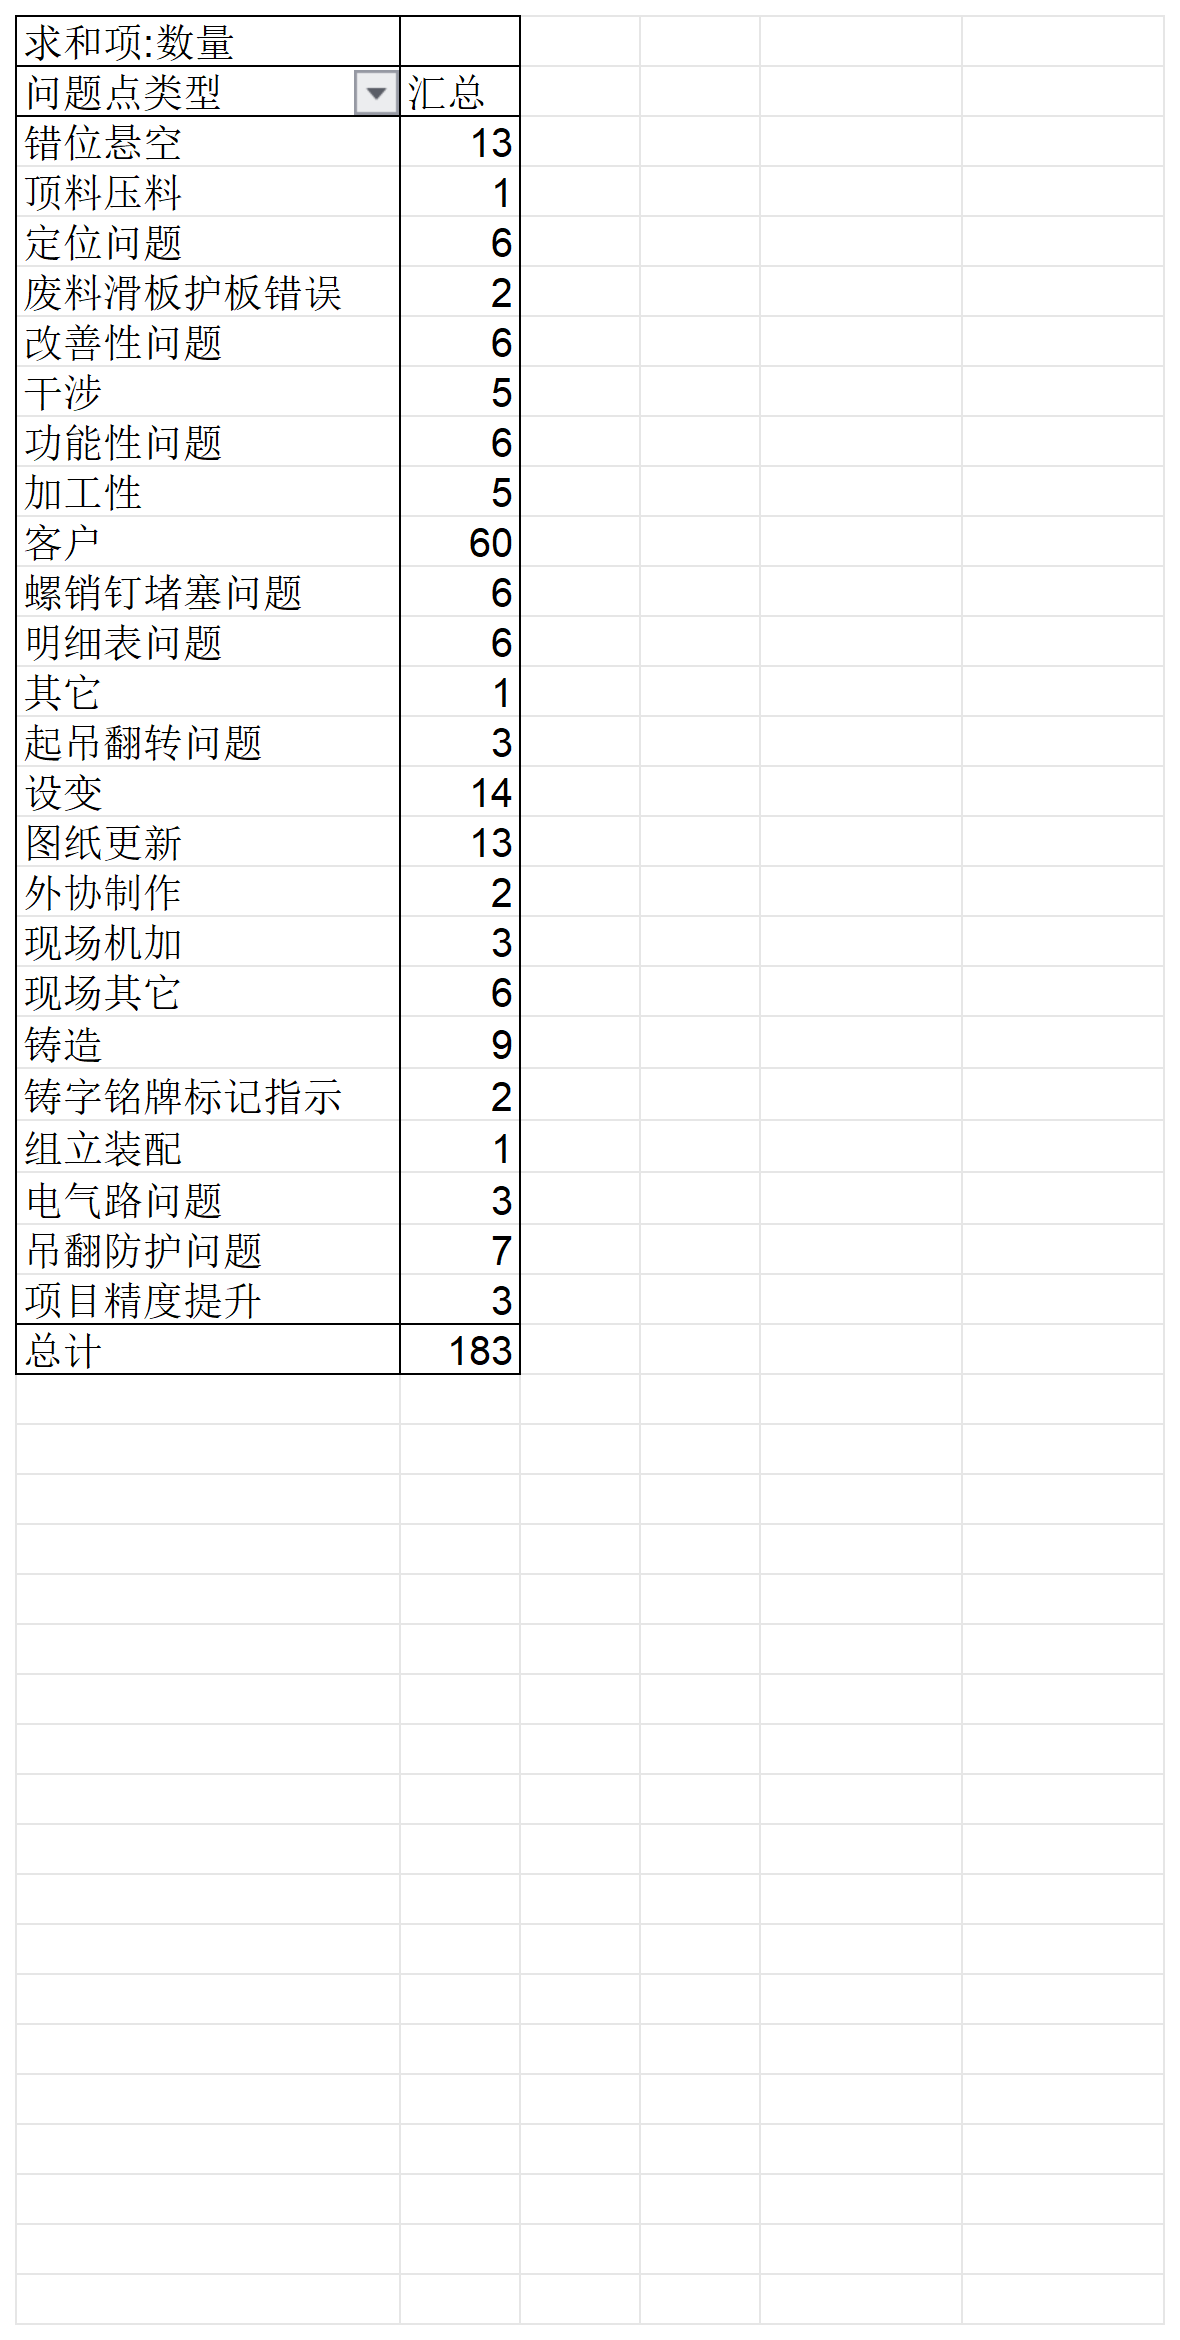 求和项:数量
问题点类型 汇总
错位悬空 13
顶料压料 1
定位问题 6
废料滑板护板错误 2
改善性问题 6
干涉 5
功能性问题 6
加工性 5
客户 60
螺销钉堵塞问题 6
明细表问题 6
其它 1
起吊翻转问题 3
设变 14
图纸更新 13
外协制作 2
现场机加 3
现场其它 6
铸造 9
铸字铭牌标记指示 2
组立装配 1
电气路问题 3
吊翻防护问题 7
项目精度提升 3
总计 183